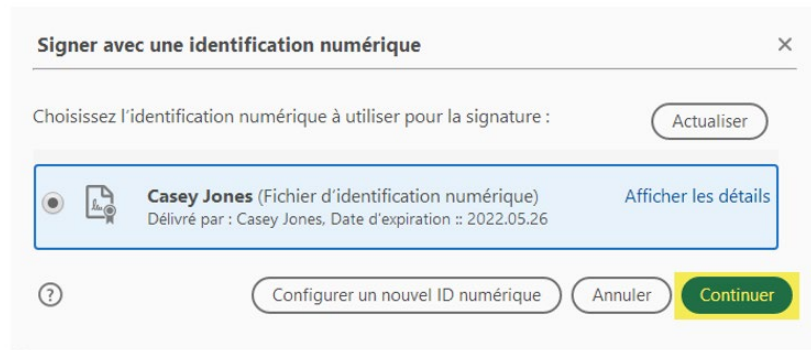 Signer avec une identification numérique
Choisissez l'identification numérique à utiliser pour la signature :
Actualiser
Casey Jones (Fichier d'identification numérique)
Afficher les détails
Délivré par : Casey Jones, Date d'expiration :: 2022.05.26
Configurer un nouvel ID numérique
Annuler
Continuer